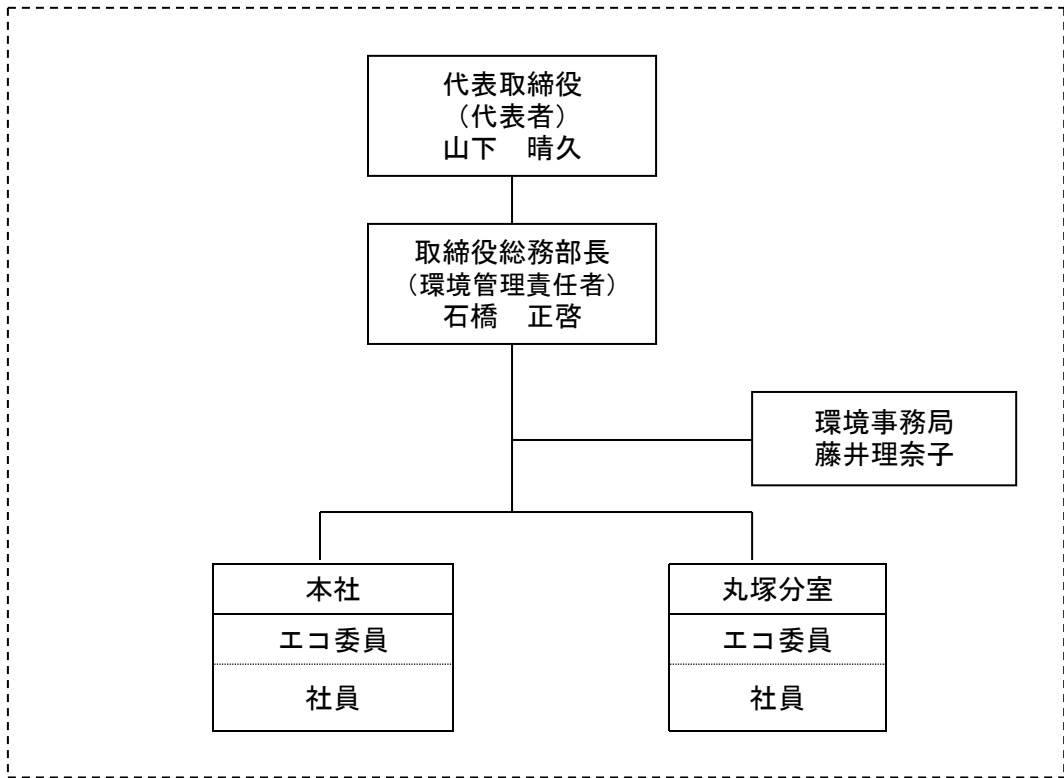 代表取締役
（代表者）
山下　晴久
取締役総務部長
（環境管理責任者）
石橋　正啓
環境事務局
藤井理奈子
本社
エコ委員
社員
丸塚分室
エコ委員
社員